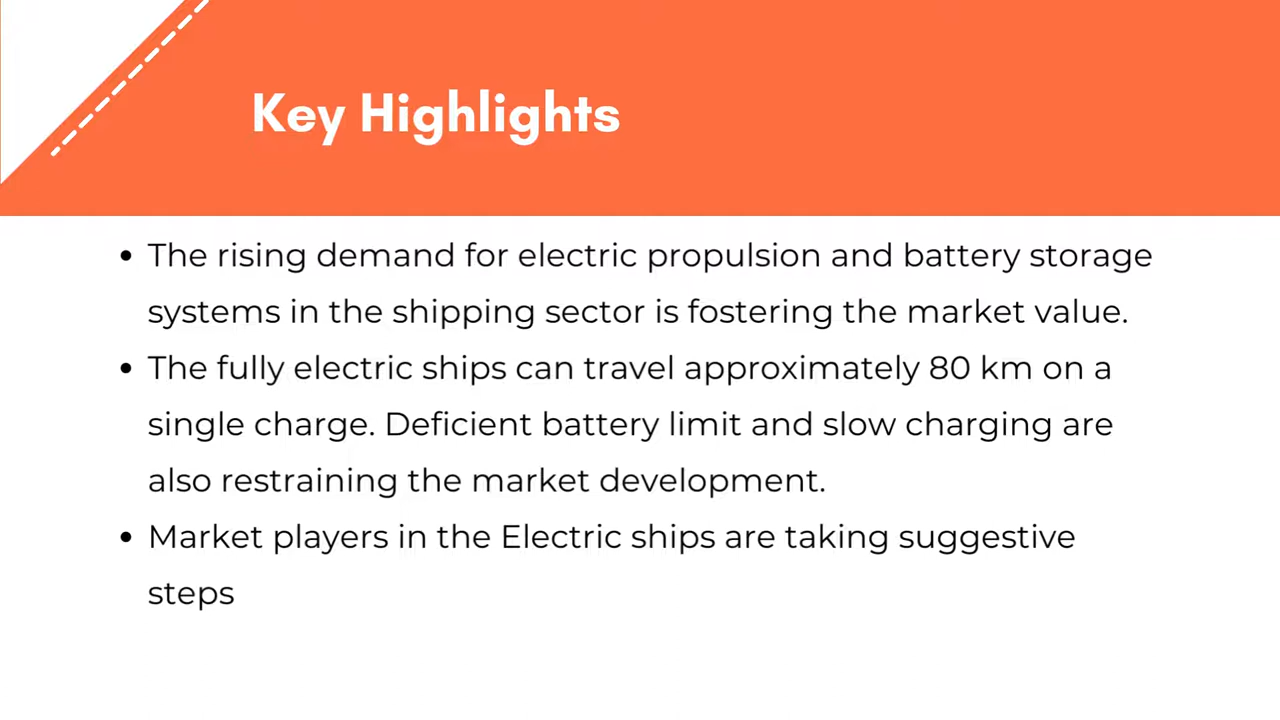 Key Highlights
• The rising demand for electric propulsion and battery storage
systems in the shipping sector is fostering the market value.
• The fully electric ships can travel approximately 80 km on a
single charge. Deficient battery limit and slow charging are
also restraining the market development.
• Market players in the Electric ships are taking suggestive
steps